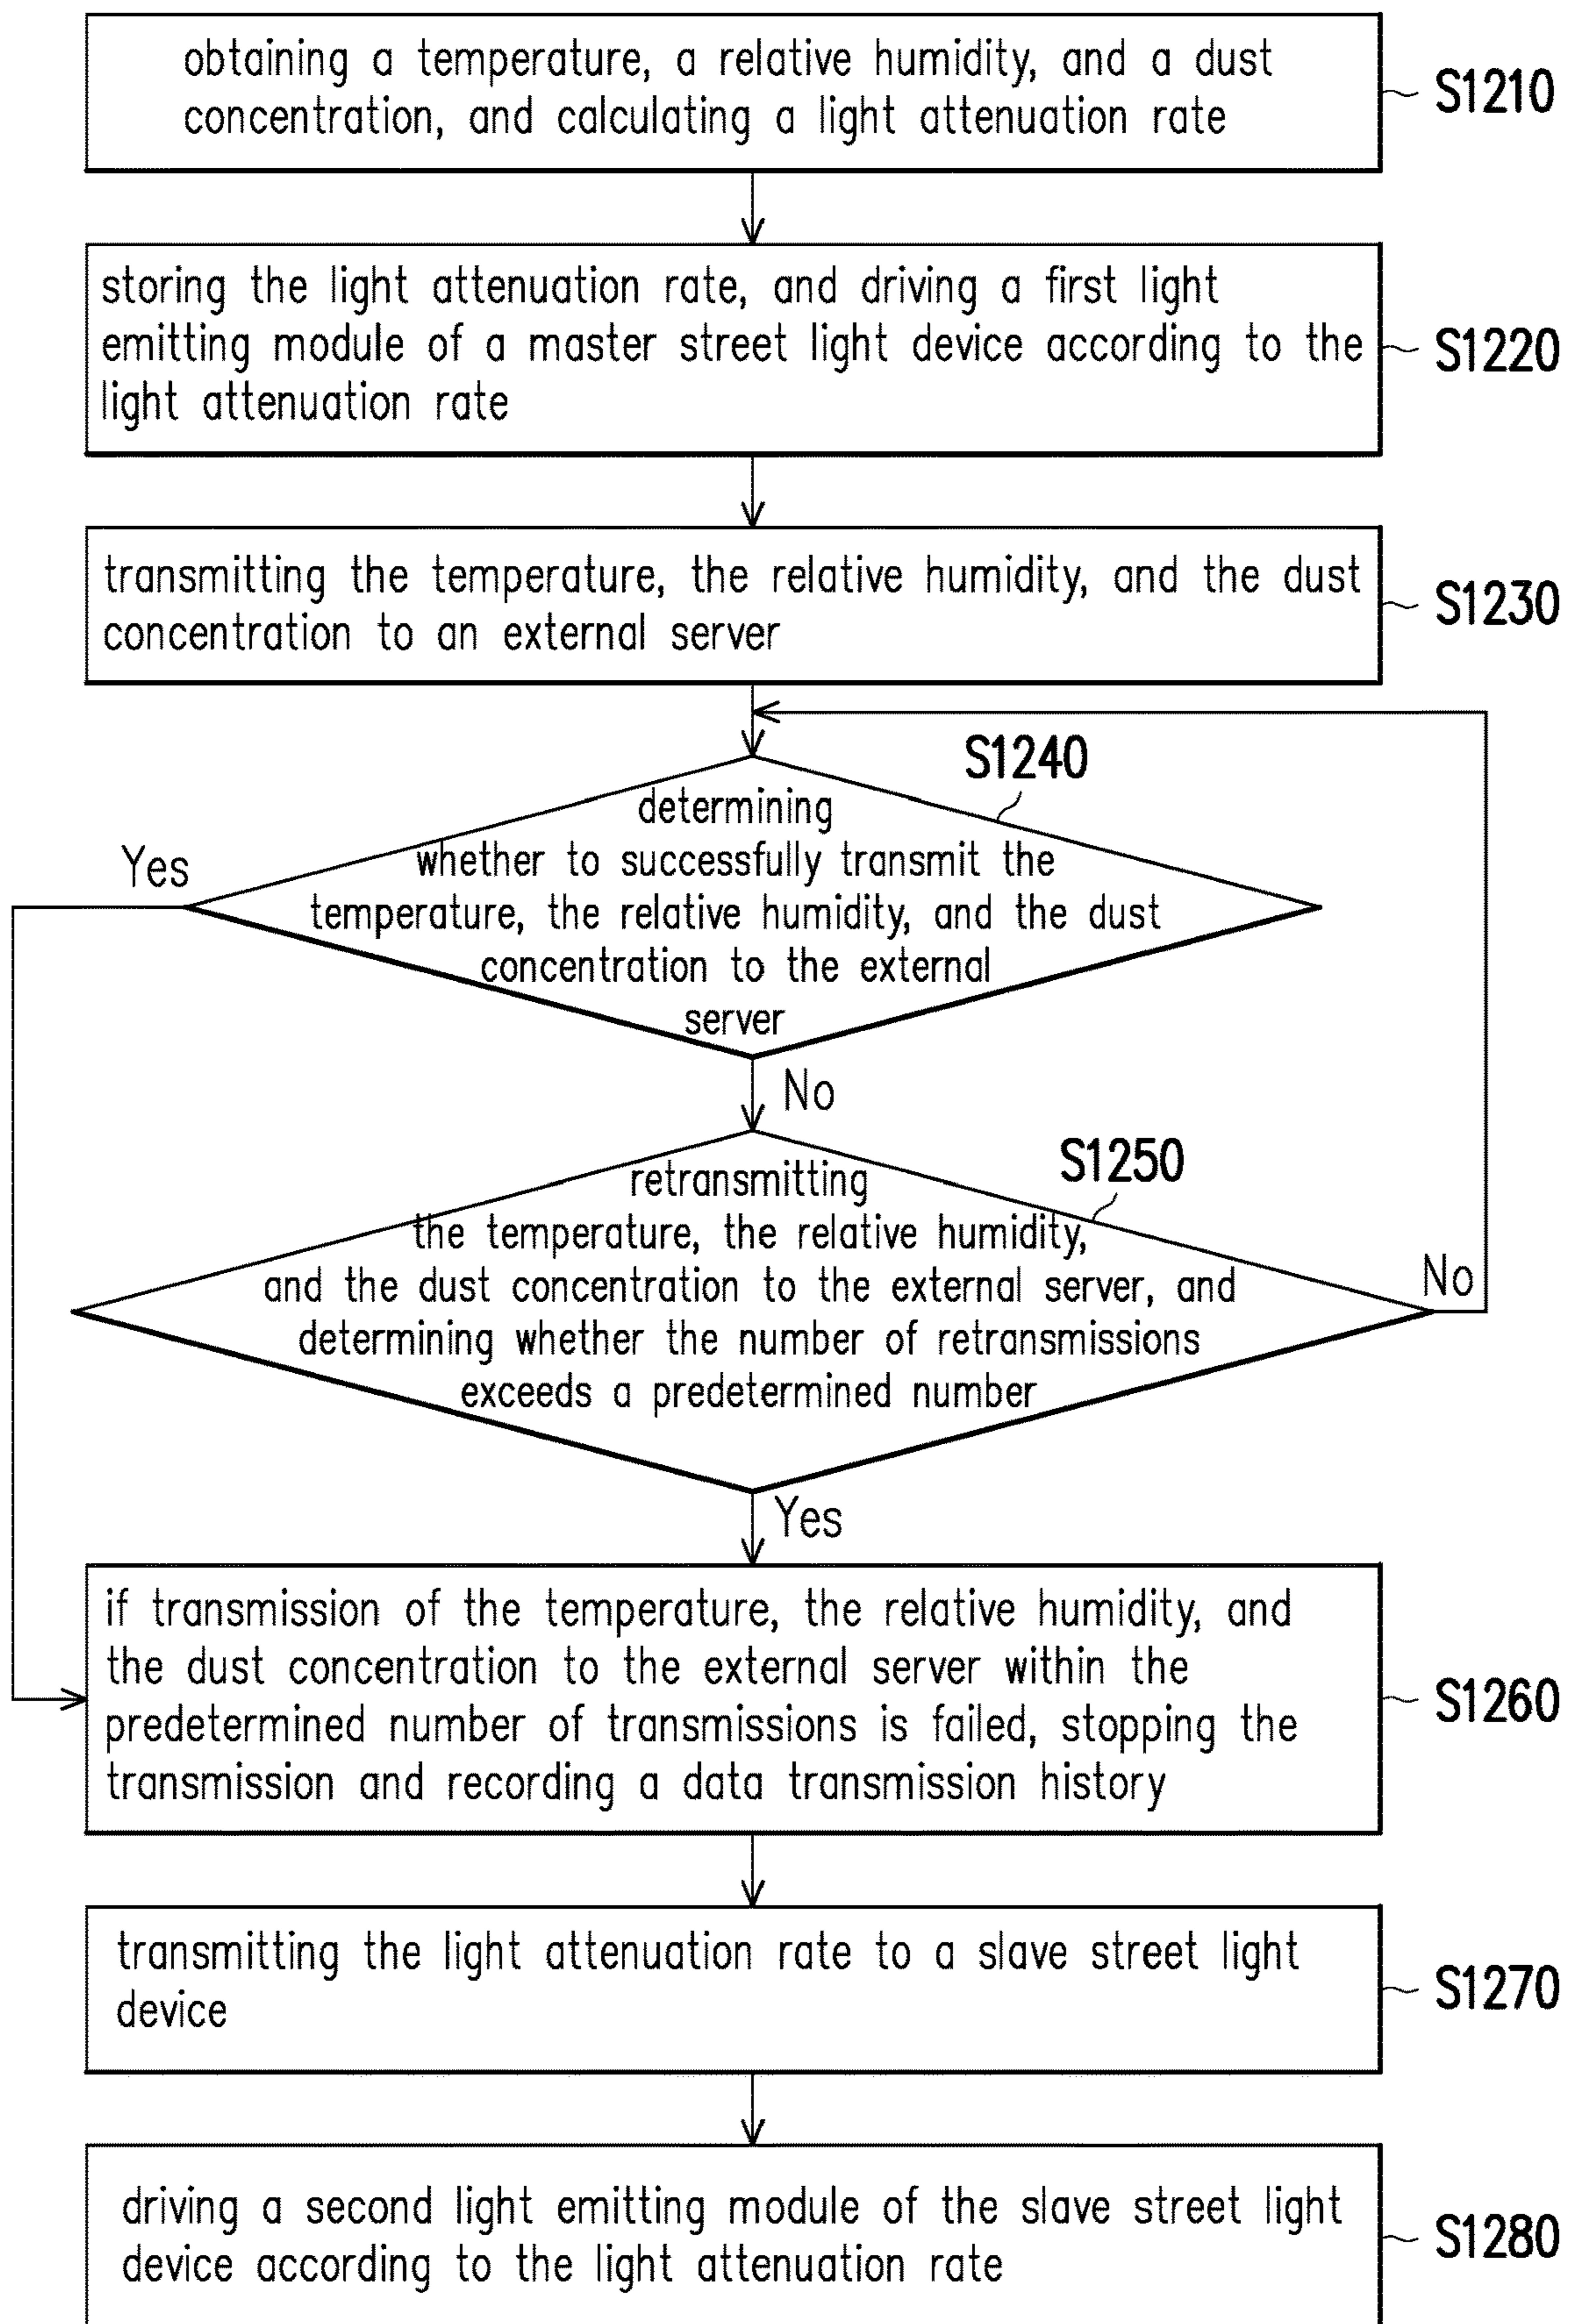 obtaining a temperature, a relative humidity, and a dust
concentration, and calculating a light attenuation rate
S1210
storing the light attenuation rate, and driving a first light
emitting module of a master street light device according to the
light attenuation rate
S1220
transmitting the temperature, the relative humidity, and the dust
concentration to an external server
S1230
S1240
determining
whether to successfully transmit the
temperature, the relative humidity, and the dust
concentration to the external
server
Yes
No
S1250
retransmitting
the temperature, the relative humidity,
and the dust concentration to the external server, and
determining whether the number of retransmissions
exceeds a predetermined number
No
Yes
if transmission of the temperature, the relative humidity, and
the dust concentration to the external server within the
predetermined number of transmissions is failed, stopping the
transmission and recording a data transmission history
S1260
transmitting the light attenuation rate to a slave street light
device
S1270
driving a second light emitting module of the slave street light
device according to the light attenuation rate
S1280